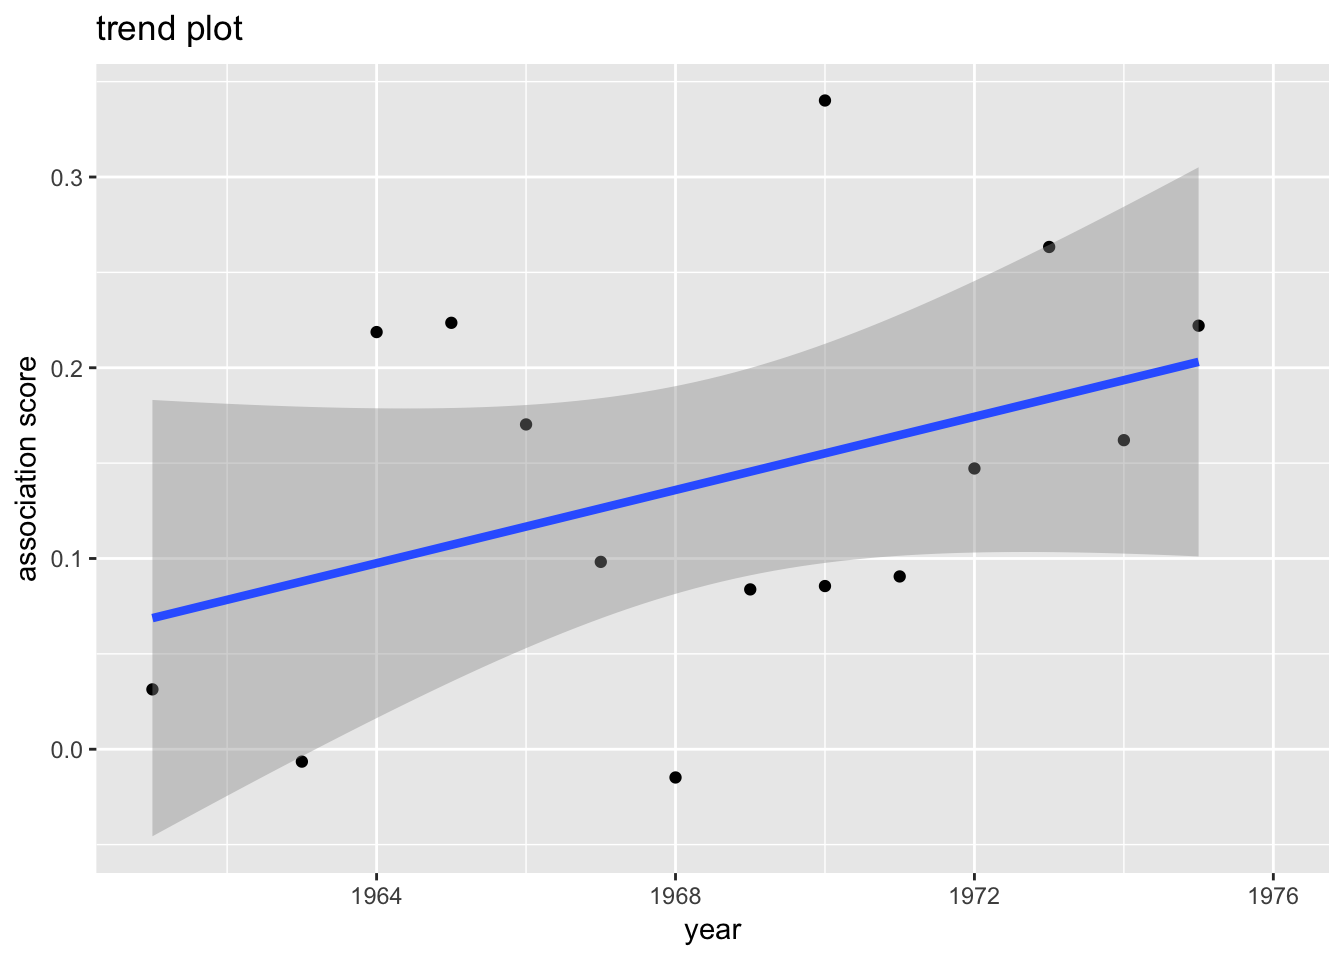 trend plot
association score
0.3
0.2
0.1
0.0
1964 1968 1972 1976
year